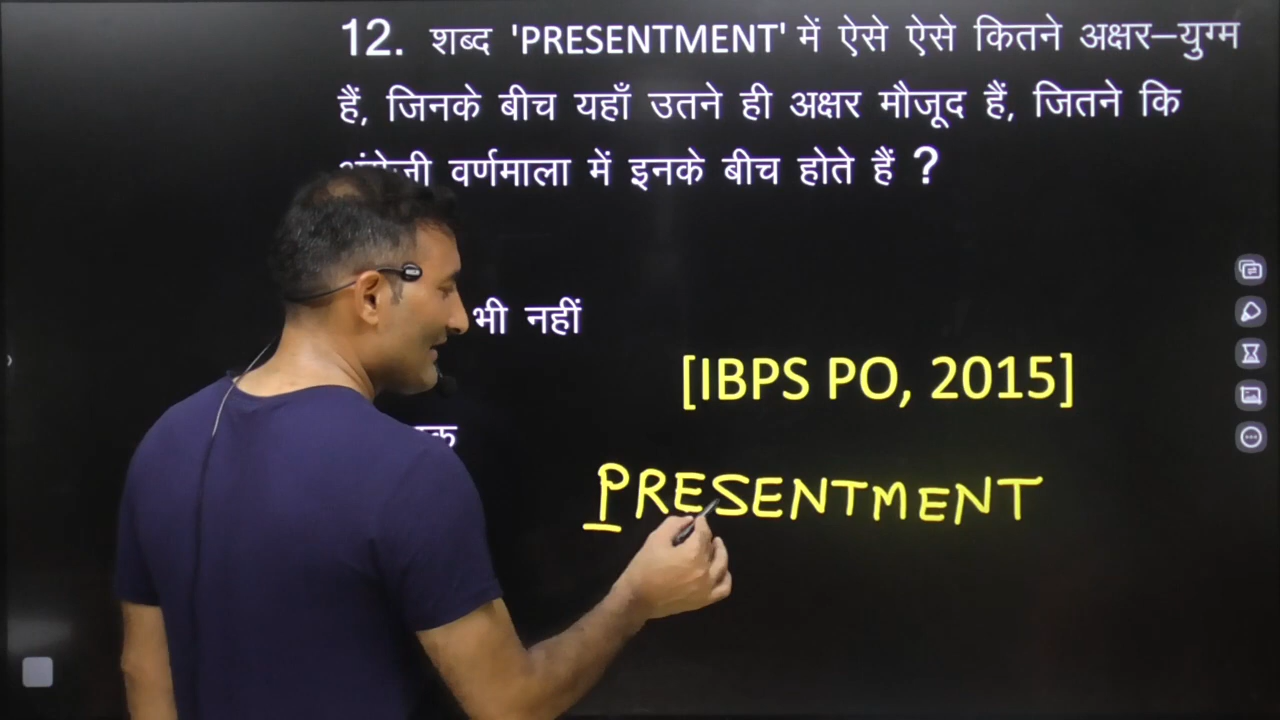 12. शब्द 'PRESENTMENT' में ऐसे ऐसे कितने अक्षर–युग्म
हैं, जिनके बीच यहाँ उतने ही अक्षर मौजूद हैं, जितने कि
वर्णमाला में इनके बीच होते हैं ?
भी नहीं
[IBPS PO, 2015]
PRESENTMENT